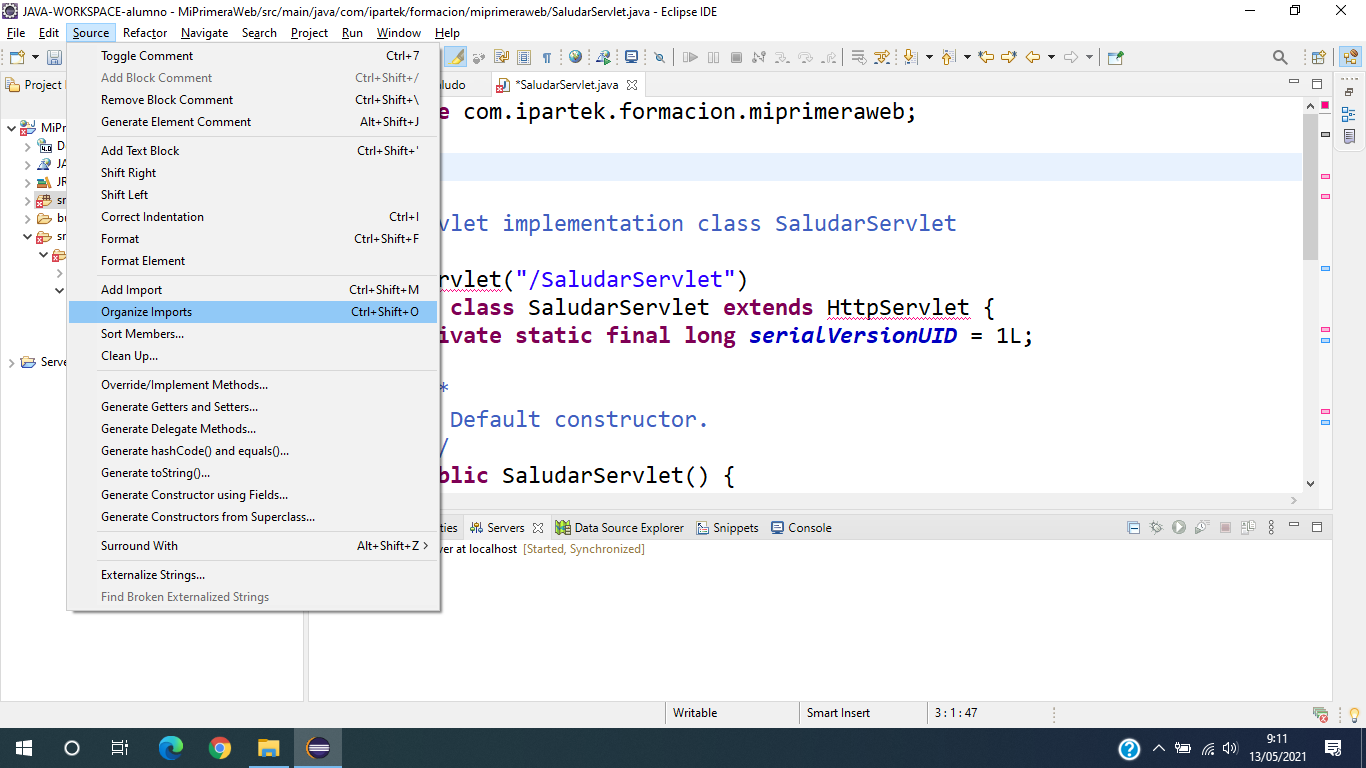 JAVA-WORKSPACE-alumno - MiPrimeraWeb/src/main/java/com/ipartek/formacion/miprimeraweb/SaludarServlet.java - Eclipse IDE
File Edit Source Refactor Navigate Search Project Run Window Help
Project
ludo
*SaludarServlet.java
MiPr
D
JA
JR
sr
bu
sr
Serve
Toggle Comment Ctrl+7
Add Block Comment Ctrl+Shift+/
Remove Block Comment Ctrl+Shift+\
Generate Element Comment Alt+Shift+J
Add Text Block Ctrl+Shift+'
Shift Right
Shift Left
Correct Indentation Ctrl+I
Format Ctrl+Shift+F
Format Element
Add Import Ctrl+Shift+M
Organize Imports Ctrl+Shift+O
Sort Members...
Clean Up...
Override/Implement Methods...
Generate Getters and Setters...
Generate Delegate Methods...
Generate hashCode() and equals()...
Generate toString()...
Generate Constructor using Fields...
Generate Constructors from Superclass...
Surround With Alt+Shift+Z
Externalize Strings...
Find Broken Externalized Strings
e com.ipartek.formacion.miprimeraweb;
vlet implementation class SaludarServlet
rvlet("/SaludarServlet")
class SaludarServlet extends HttpServlet {
ivate static final long serialVersionUID = 1L;
*
Default constructor.
/
blic SaludarServlet() {
ties Servers Data Source Explorer Snippets Console
ver at localhost [Started, Synchronized]
Writable Smart Insert 3 : 1 : 47
9:11
13/05/2021